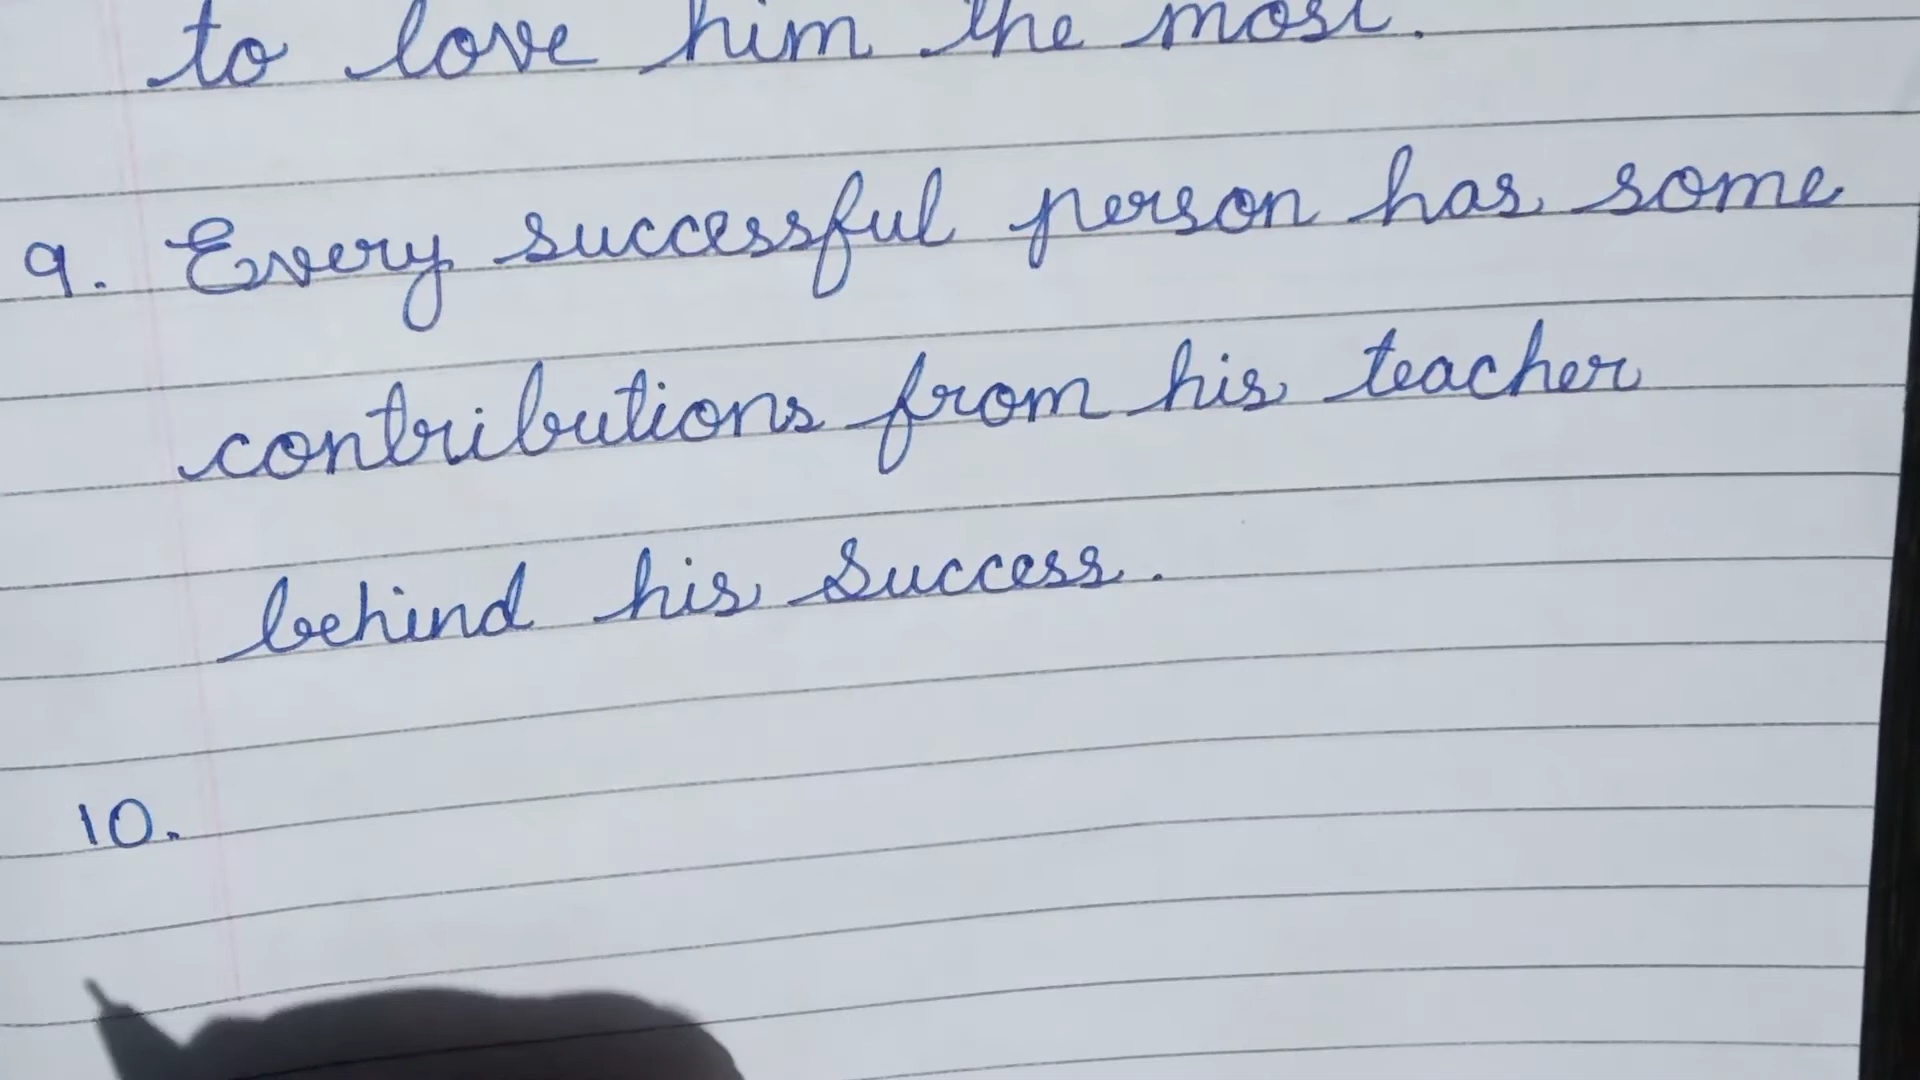 to love him the most.
9. Every successful person has some
contributions from his teacher
behind his Success.
10.